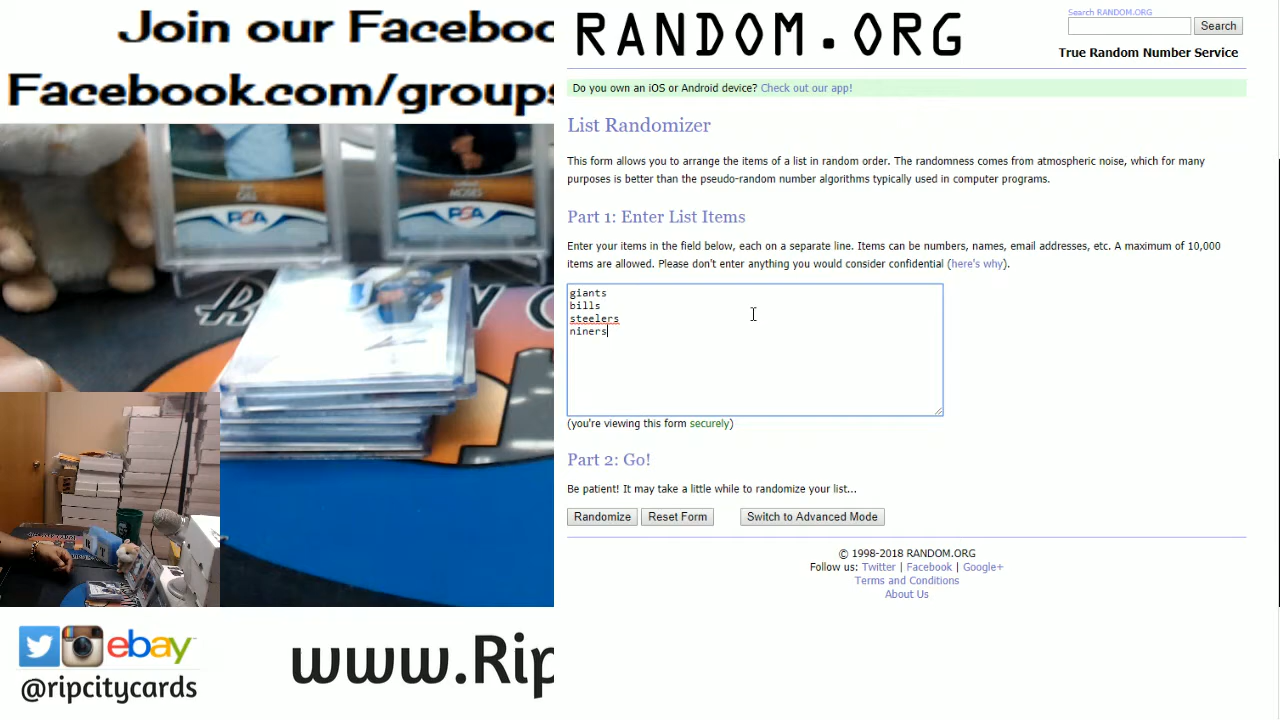 Join our Faceboo
Facebook.com/groups
PSA
MOSES
PSA
@ripcitycards
ebay
www.Rip
RANDOM.ORG
Search RANDOM.ORG
Search
True Random Number Service
Do you own an iOS or Android device? Check out our app!
List Randomizer
This form allows you to arrange the items of a list in random order. The randomness comes from atmospheric noise, which for many
purposes is better than the pseudo-random number algorithms typically used in computer programs.
Part 1: Enter List Items
Enter your items in the field below, each on a separate line. Items can be numbers, names, email addresses, etc. A maximum of 10,000
items are allowed. Please don't enter anything you would consider confidential (here's why).
giants
bills
steelers
niners
(you're viewing this form securely)
Part 2: Go!
Be patient! It may take a little while to randomize your list...
Randomize
Reset Form
Switch to Advanced Mode
© 1998-2018 RANDOM.ORG
Follow us: Twitter | Facebook | Google+
Terms and Conditions
About Us